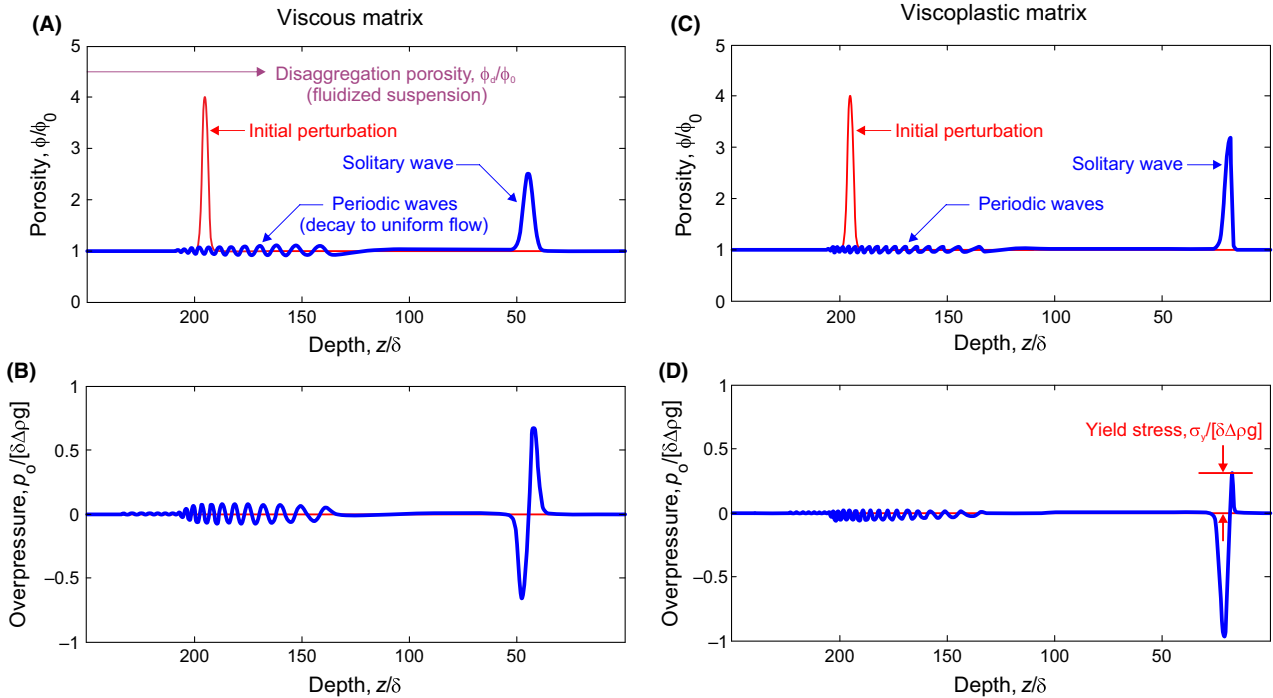 Viscous matrix
(A)
5
4
3
2
1
0
Porosity, ϕ/ϕ0
Disaggregation porosity, ϕd/ϕ0
(fluidized suspension)
Initial perturbation
Solitary wave
Periodic waves
(decay to uniform flow)
200
150
100
50
Depth, z/δ
(B)
1
0.5
0
–0.5
–1
Overpressure, po/[δΔρg]
200
150
100
50
Depth, z/δ
Viscoplastic matrix
(C)
5
4
3
2
1
0
Porosity, ϕ/ϕ0
Initial perturbation
Solitary wave
Periodic waves
200
150
100
50
Depth, z/δ
(D)
1
0.5
0
–0.5
–1
Overpressure, po/[δΔρg]
Yield stress, σy/[δΔρg]
200
150
100
50
Depth, z/δ